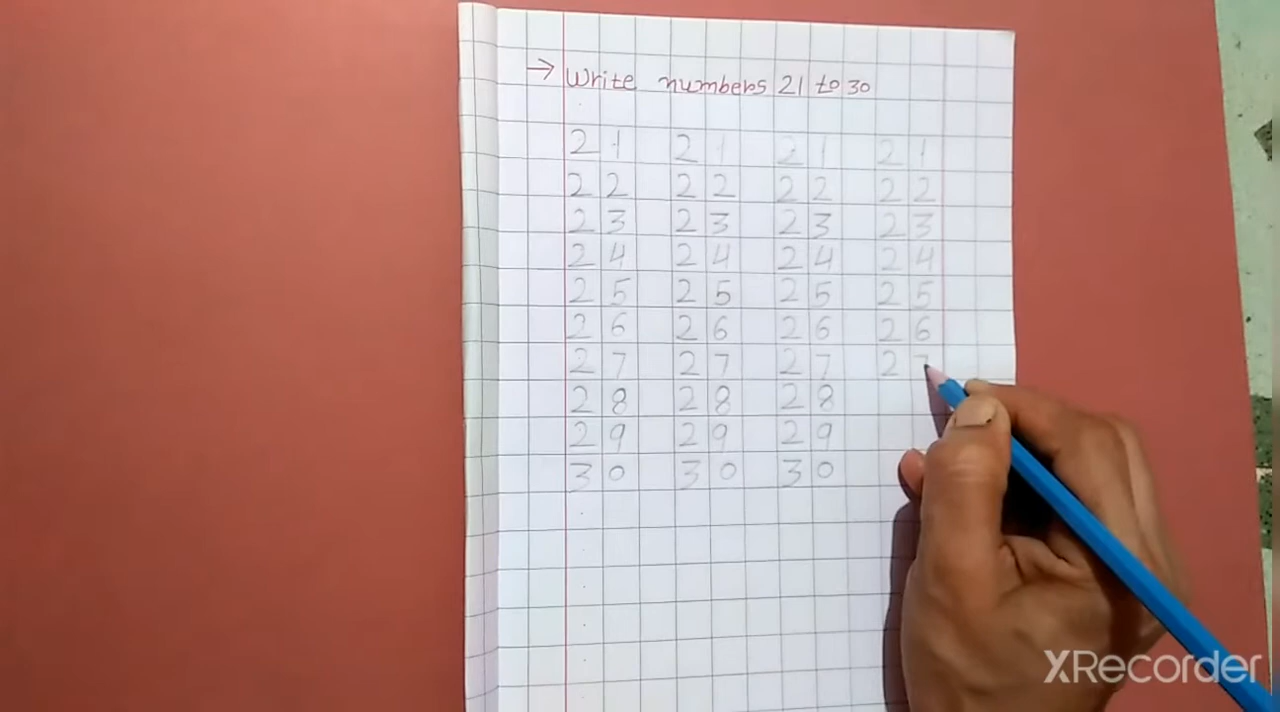 → Write numbers 21 to 30
21 21 21 21
22 22 22 22
23 23 23 23
24 24 24 24
25 25 25 25
26 26 26 26
27 27 27 27
28 28 28
29 29 29
30 30 30
XRecorder